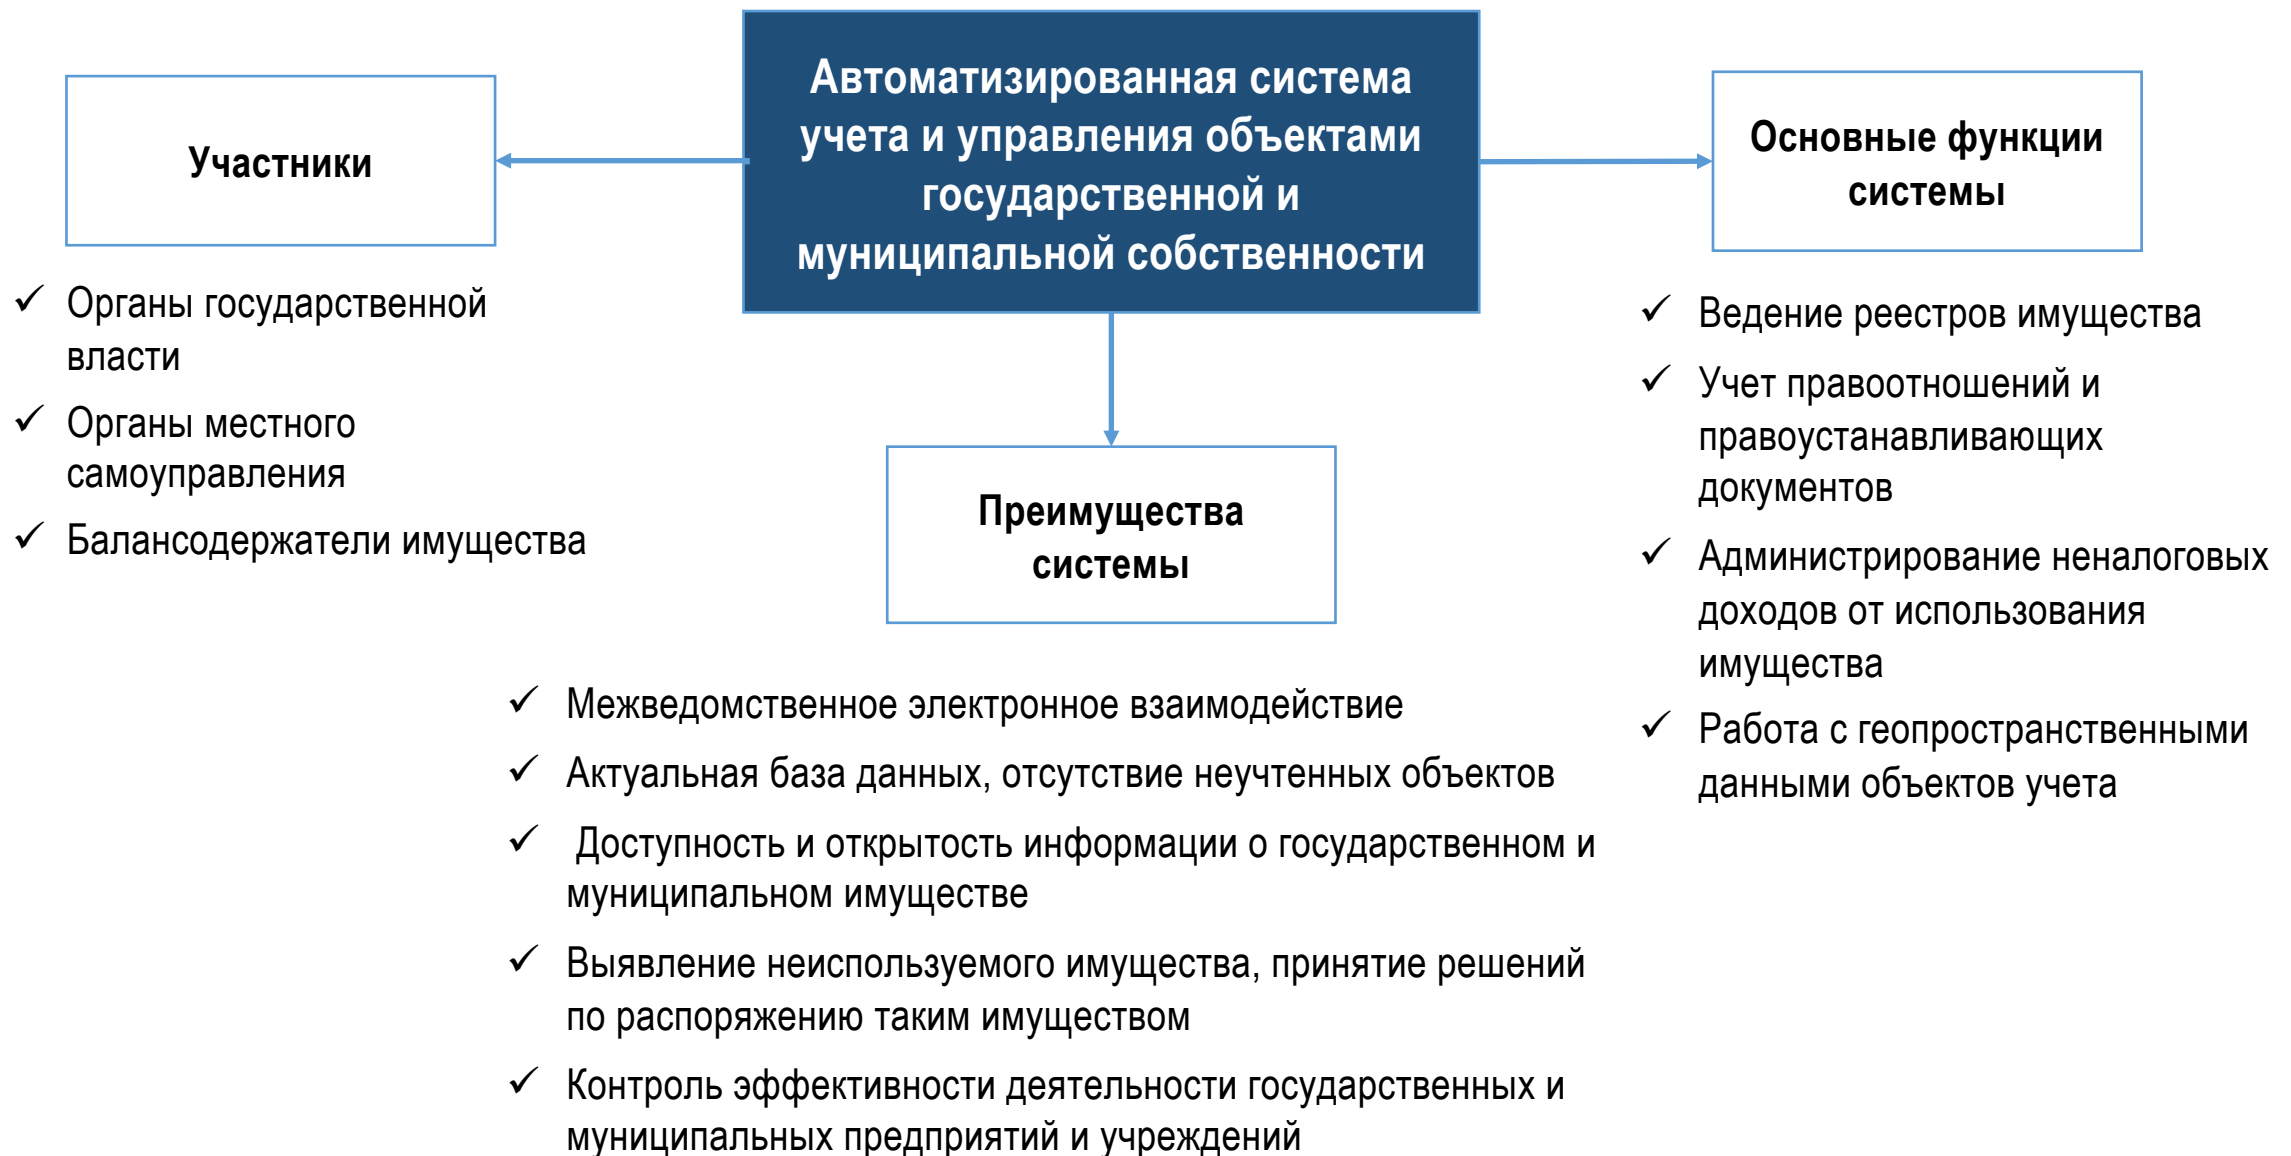 Автоматизированная система
учета и управления объектами
государственной и
муниципальной собственности
Участники
✓ Органы государственной
власти
✓ Органы местного
самоуправления
✓ Балансодержатели имущества
Преимущества
системы
✓ Межведомственное электронное взаимодействие
✓ Актуальная база данных, отсутствие неучтенных объектов
✓ Доступность и открытость информации о государственном и
муниципальном имуществе
✓ Выявление неиспользуемого имущества, принятие решений
по распоряжению таким имуществом
✓ Контроль эффективности деятельности государственных и
муниципальных предприятий и учреждений
Основные функции
системы
✓ Ведение реестров имущества
✓ Учет правоотношений и
правоустанавливающих
документов
✓ Администрирование неналоговых
доходов от использования
имущества
✓ Работа с геопространственными
данными объектов учета